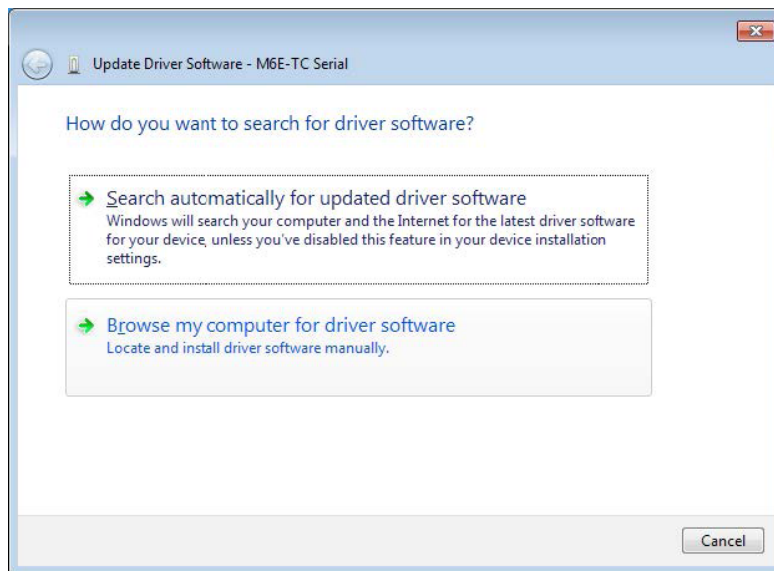 Update Driver Software - M6E-TC Serial
How do you want to search for driver software?
Search automatically for updated driver software
Windows will search your computer and the Internet for the latest driver software
for your device, unless you've disabled this feature in your device installation
settings.
Browse my computer for driver software
Locate and install driver software manually.
Cancel